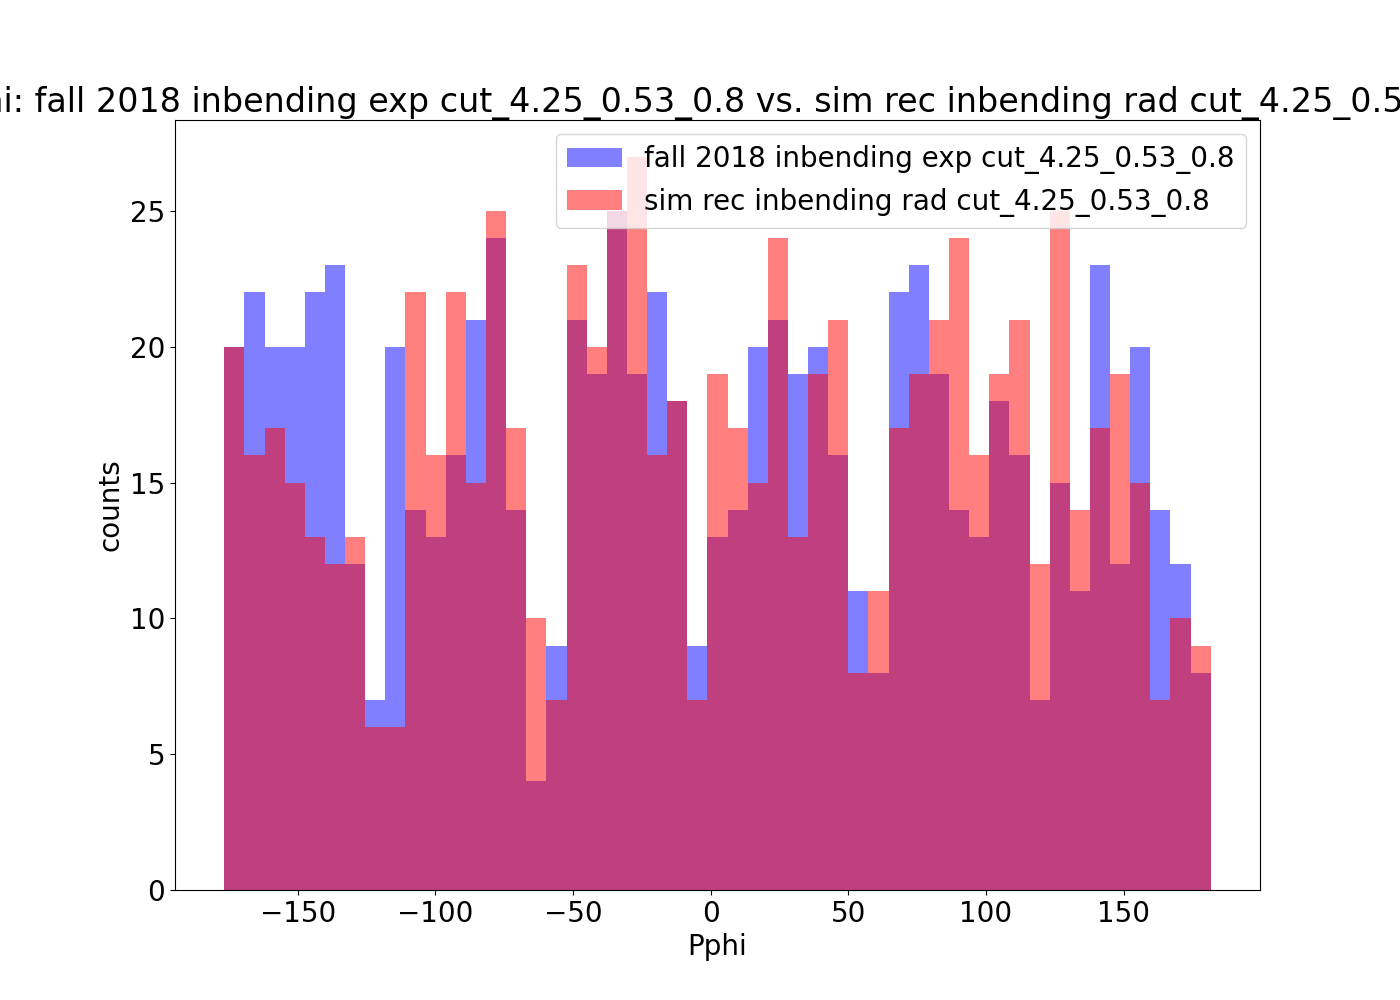 i: fall 2018 inbending exp cut_4.25_0.53_0.8 vs. sim rec inbending rad cut_4.25_0.5
fall 2018 inbending exp cut_4.25_0.53_0.8
sim rec inbending rad cut_4.25_0.53_0.8
25
20
15
10
5
0
counts
−150 −100 −50 0 50 100 150
Pphi